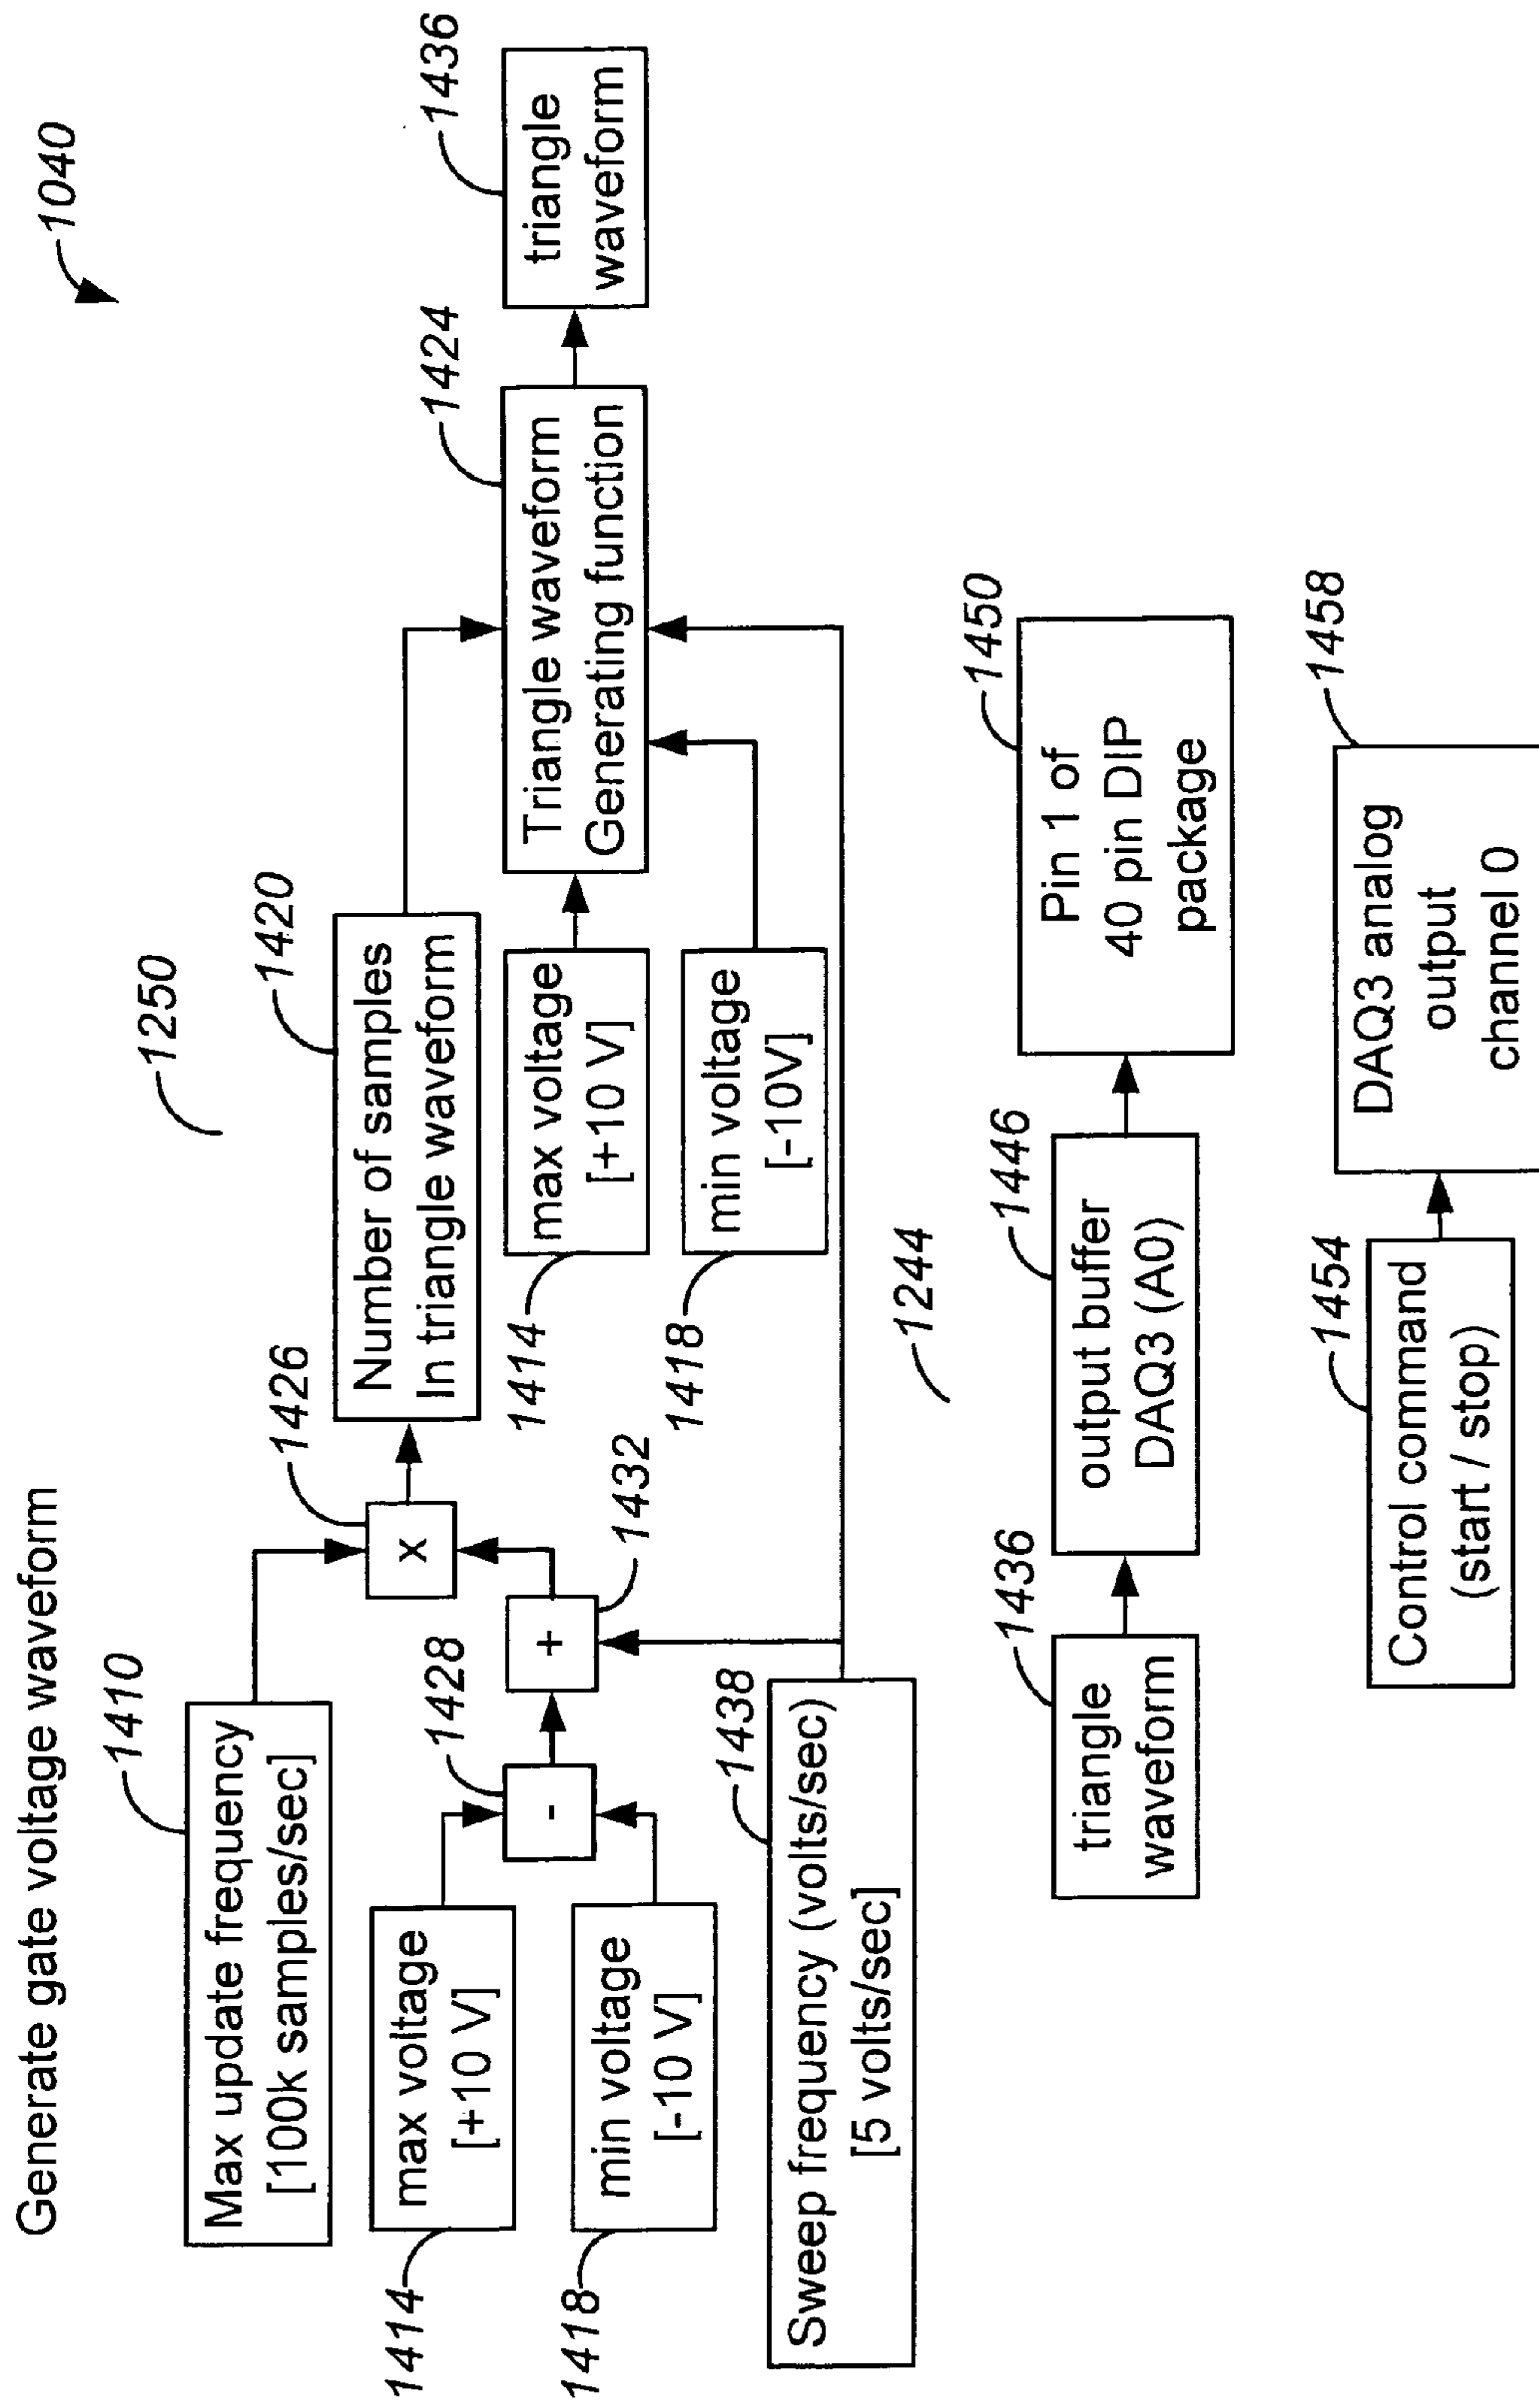 Generate gate voltage waveform
1040
1250
1410
Max update frequency
[100k samples/sec]
1426
x
1420
Number of samples
In triangle waveform
1414
max voltage
[+10 V]
1428
-
1432
+
1414
max voltage
[+10 V]
1424
Triangle waveform
Generating function
1436
triangle
waveform
1418
min voltage
[-10 V]
1418
min voltage
[-10V]
1438
Sweep frequency (volts/sec)
[5 volts/sec]
1244
1436
triangle
waveform
1446
output buffer
DAQ3 (A0)
1450
Pin 1 of
40 pin DIP
package
1454
Control command
(start / stop)
1458
DAQ3 analog
output
channel 0